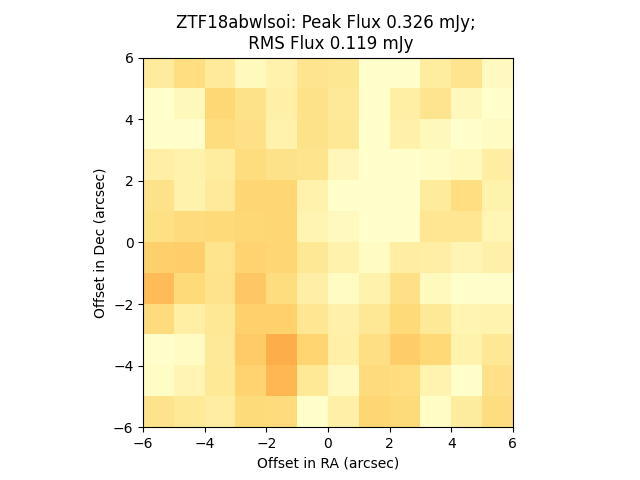 ZTF18abwlsoi: Peak Flux 0.326 mJy;
RMS Flux 0.119 mJy
6
4
2
0
−2
−4
−6
Offset in Dec (arcsec)
−6 −4 −2 0 2 4 6
Offset in RA (arcsec)